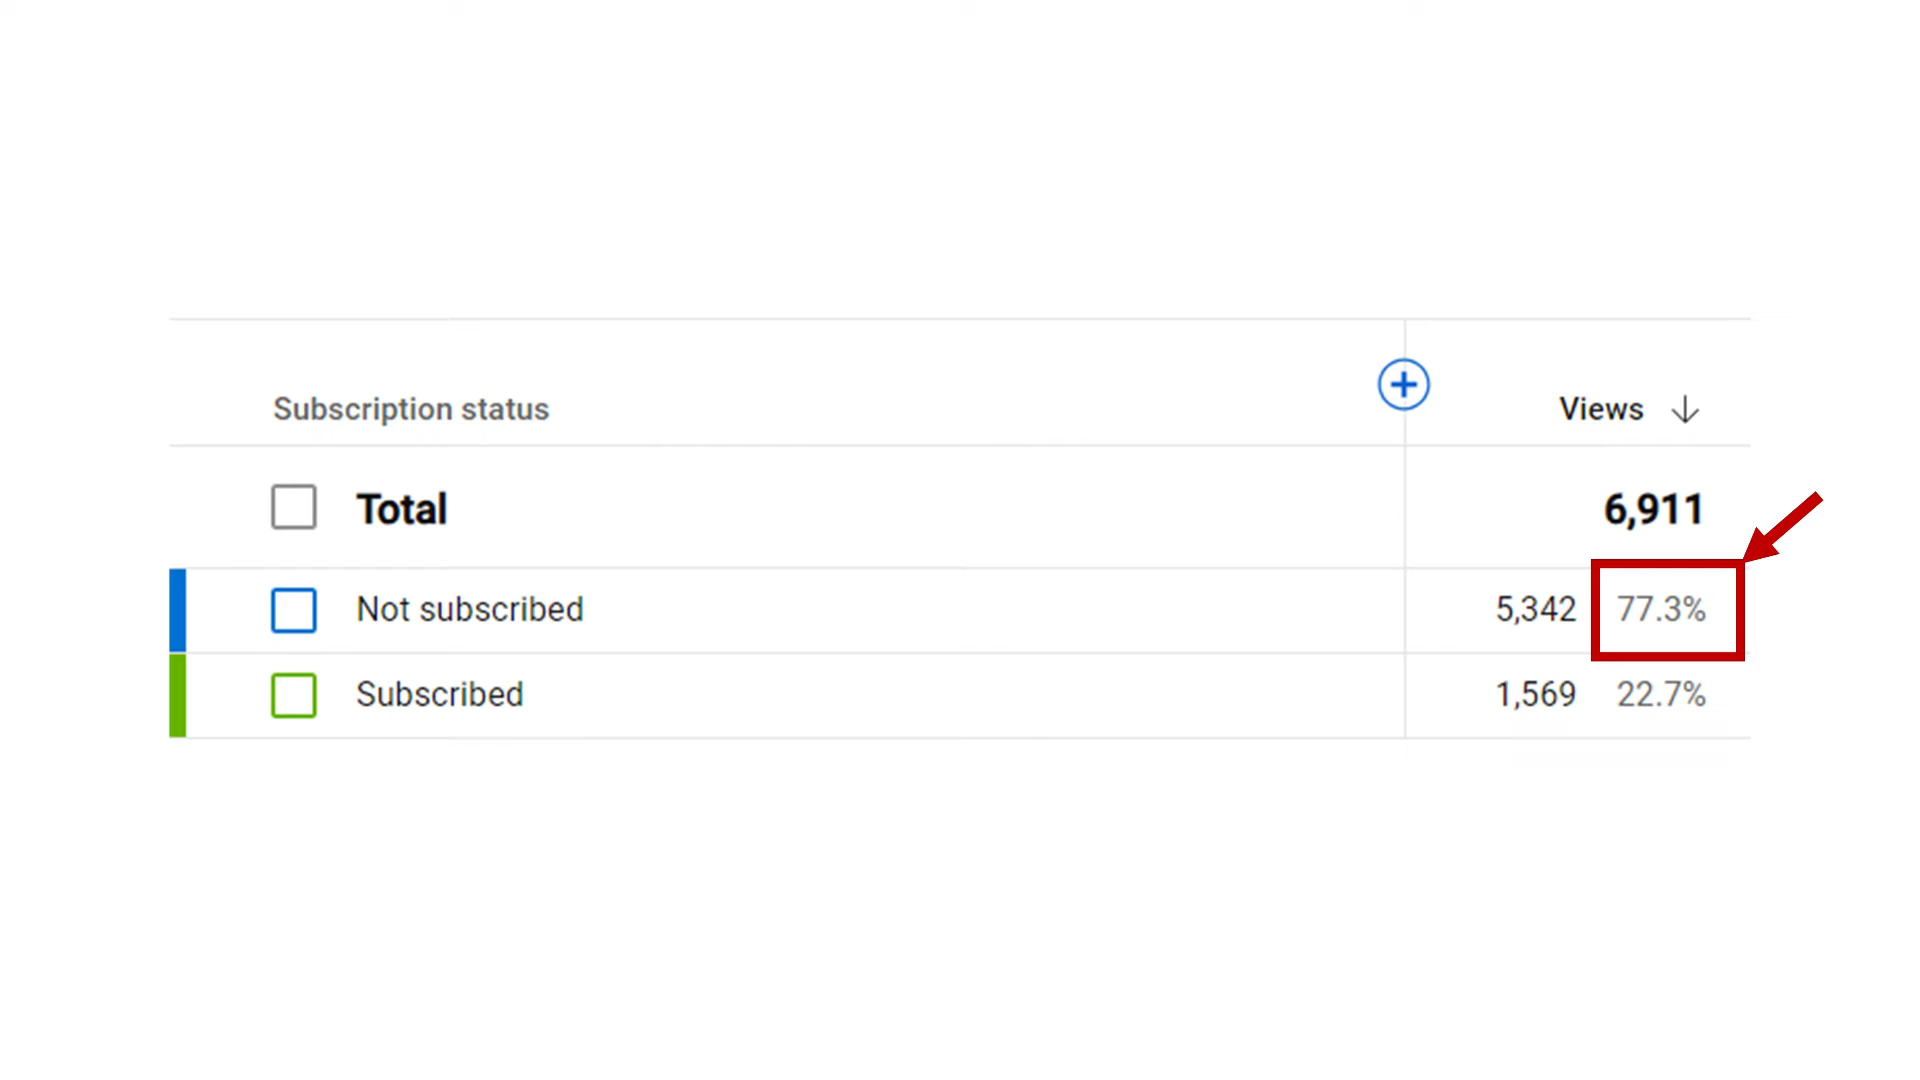 Subscription status Views
Total 6,911
Not subscribed 5,342 77.3%
Subscribed 1,569 22.7%